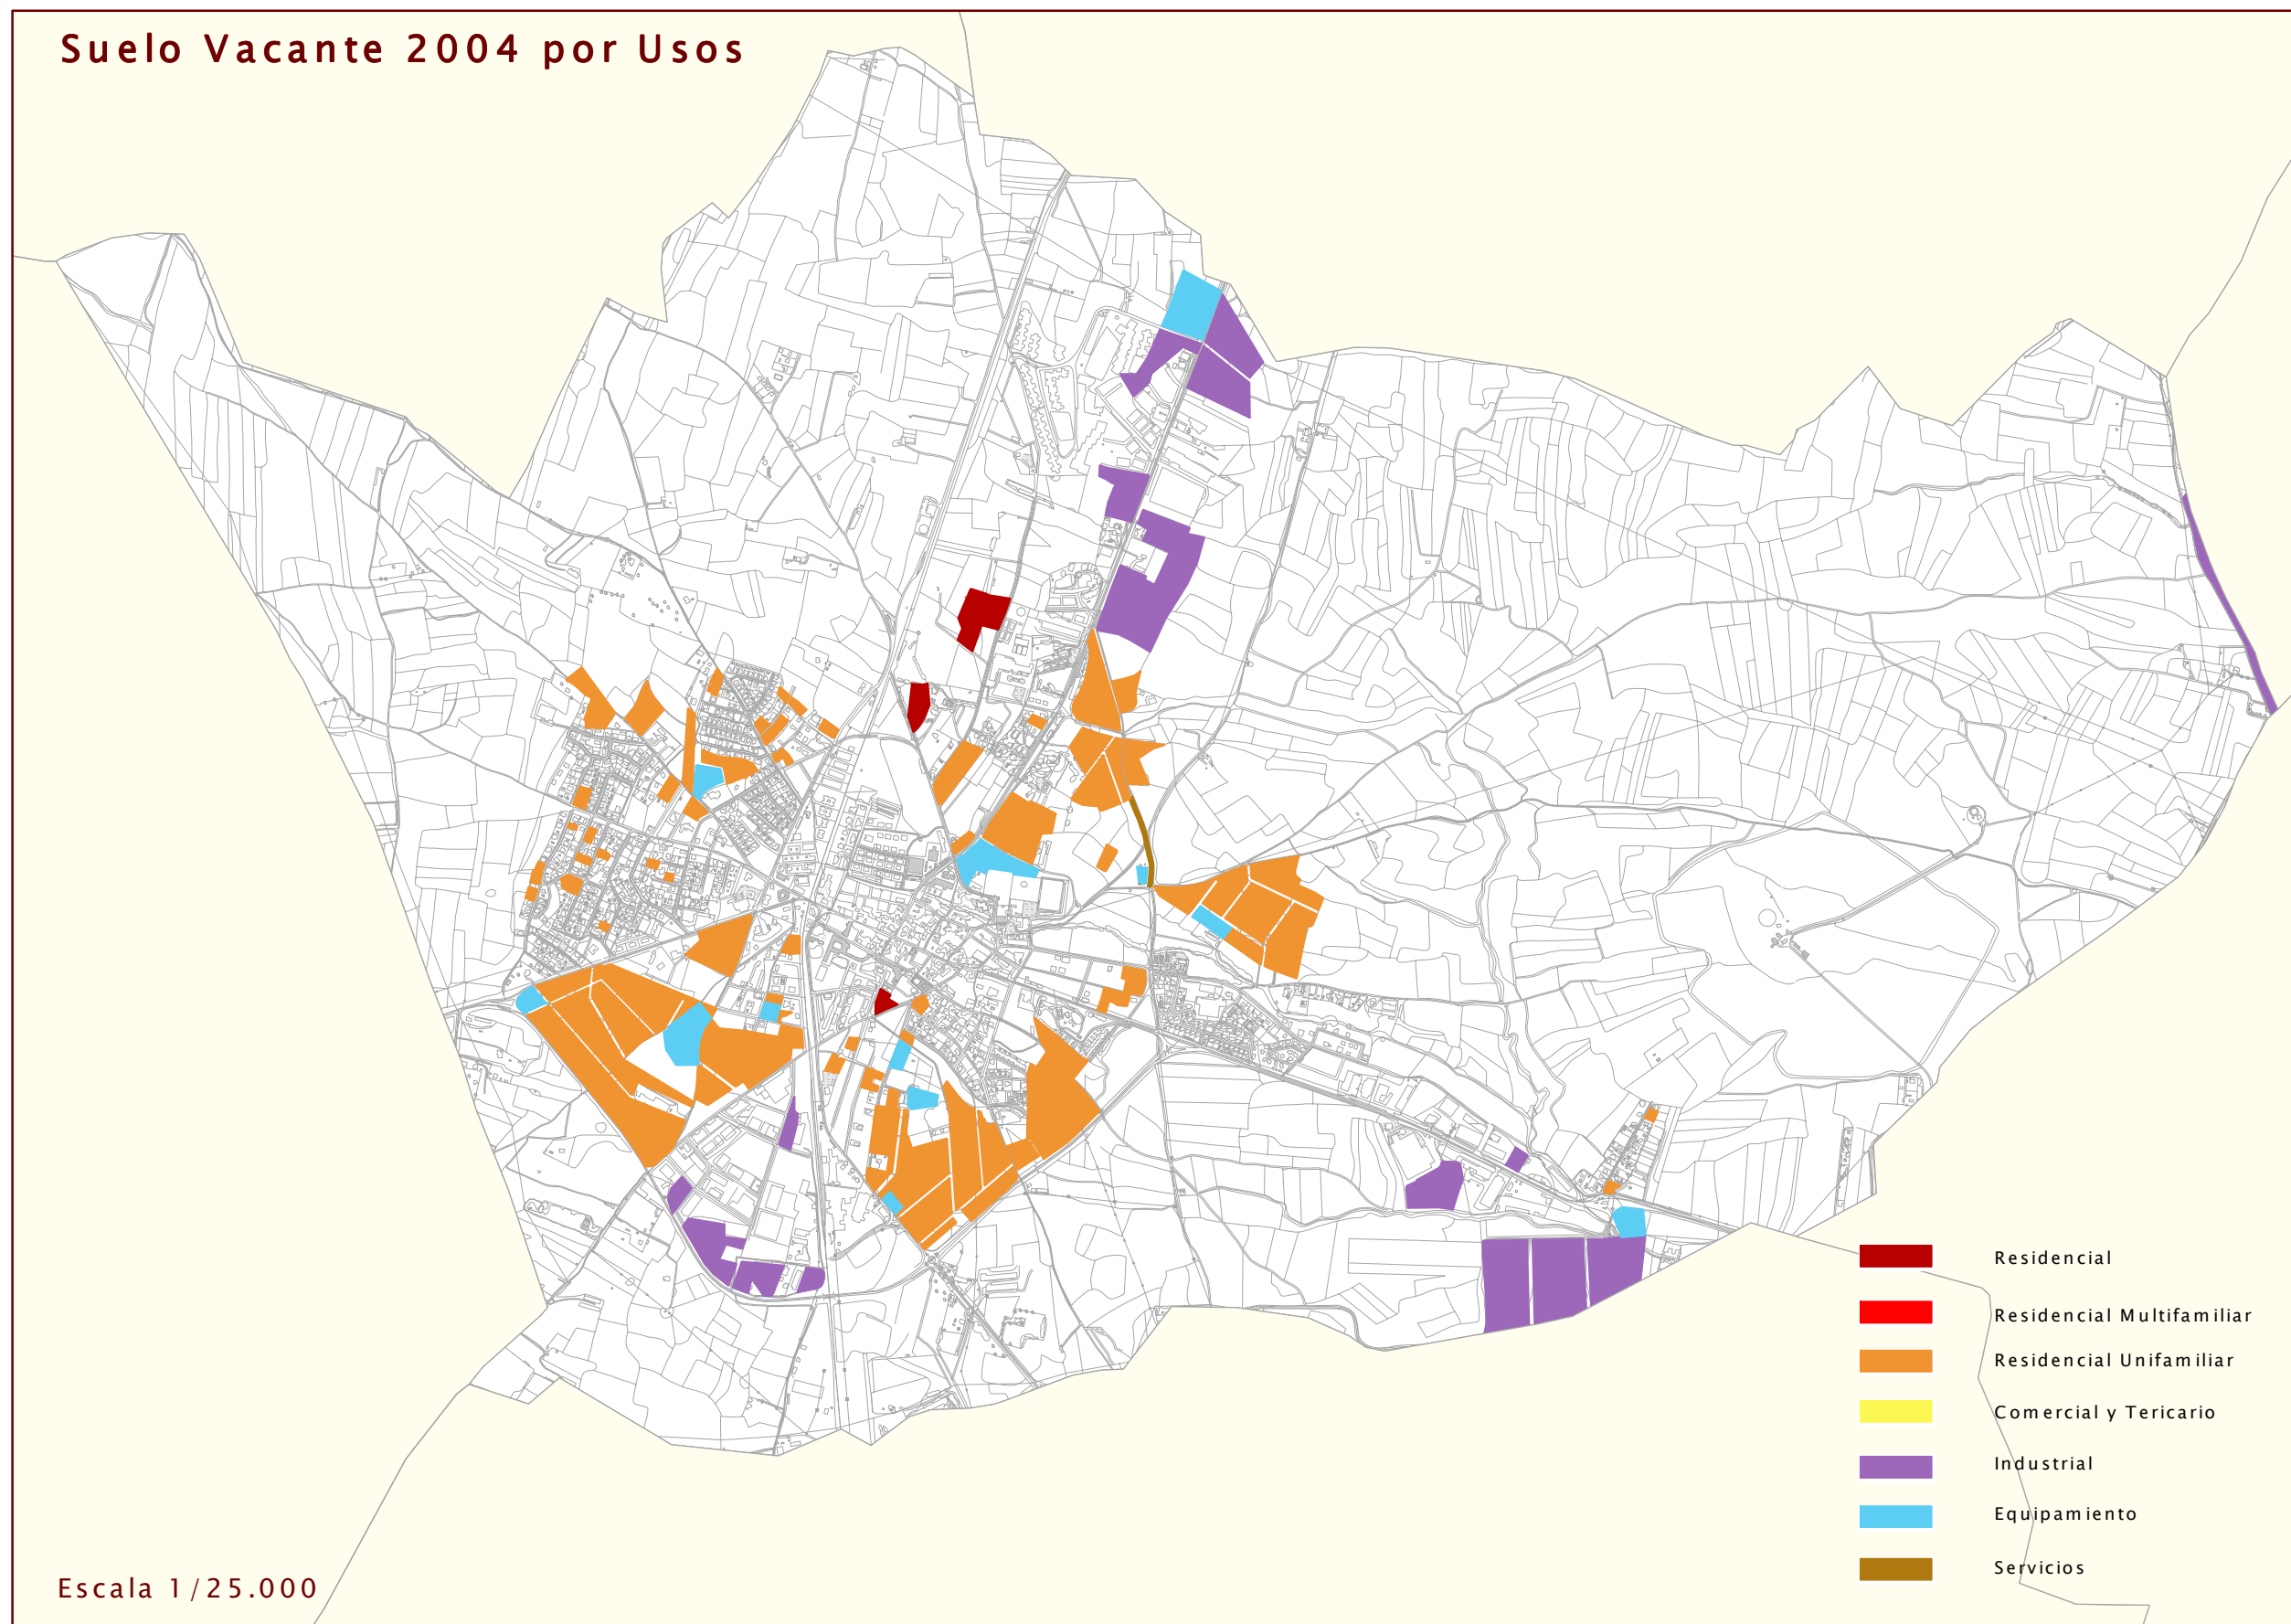 Suelo Vacante 2004 por Usos
Residencial
Residencial Multifamiliar
Residencial Unifamiliar
Comercial y Tericario
Industrial
Equipamiento
Servicios
Escala 1/25.000